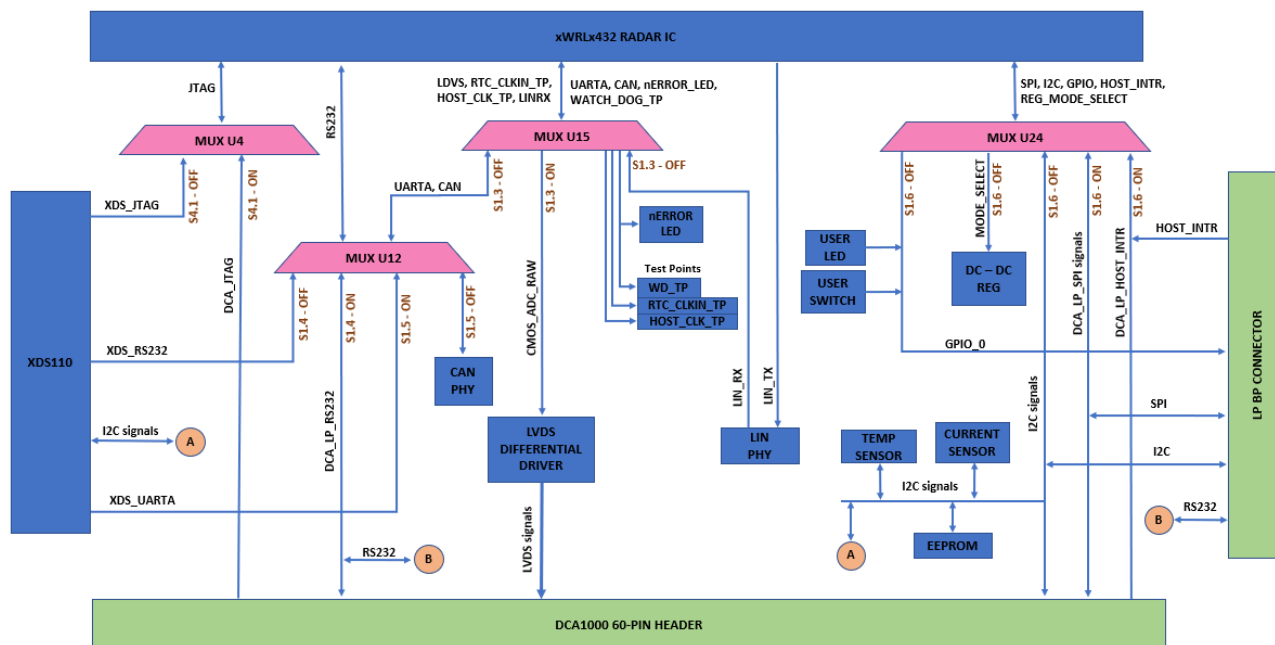 xWRLx432 RADAR IC
JTAG
RS232
LDVS, RTC_CLKIN_TP,
HOST_CLK_TP, LINRX
UARTA, CAN, nERROR_LED,
WATCH_DOG_TP
SPI, I2C, GPIO, HOST_INTR,
REG_MODE_SELECT
MUX U4
MUX U15
MUX U24
S4.1 - OFF
S4.1 - ON
S1.3 - OFF
S1.3 - ON
S1.3 - OFF
S1.6 - OFF
MODE_SELECT
S1.6 - OFF
S1.6 - OFF
S1.6 - ON
S1.6 - ON
XDS_JTAG
UARTA, CAN
nERROR
LED
USER
LED
HOST_INTR
MUX U12
Test Points
WD_TP
RTC_CLKIN_TP
HOST_CLK_TP
USER
SWITCH
DC – DC
REG
DCA_JTAG
S1.4 - OFF
S1.4 - ON
S1.5 - ON
S1.5 - OFF
CMOS_ADC_RAW
DCA_LP_SPI signals
DCA_LP_HOST_INTR
XDS110
XDS_RS232
CAN
PHY
GPIO_0
LP BP CONNECTOR
DCA_LP_RS232
LIN_RX
LIN_TX
I2C signals
SPI
I2C signals
A
LVDS
DIFFERENTIAL
DRIVER
LIN
PHY
TEMP
SENSOR
CURRENT
SENSOR
I2C
XDS_UARTA
I2C signals
RS232
B
LVDS signals
RS232
B
A
EEPROM
DCA1000 60-PIN HEADER